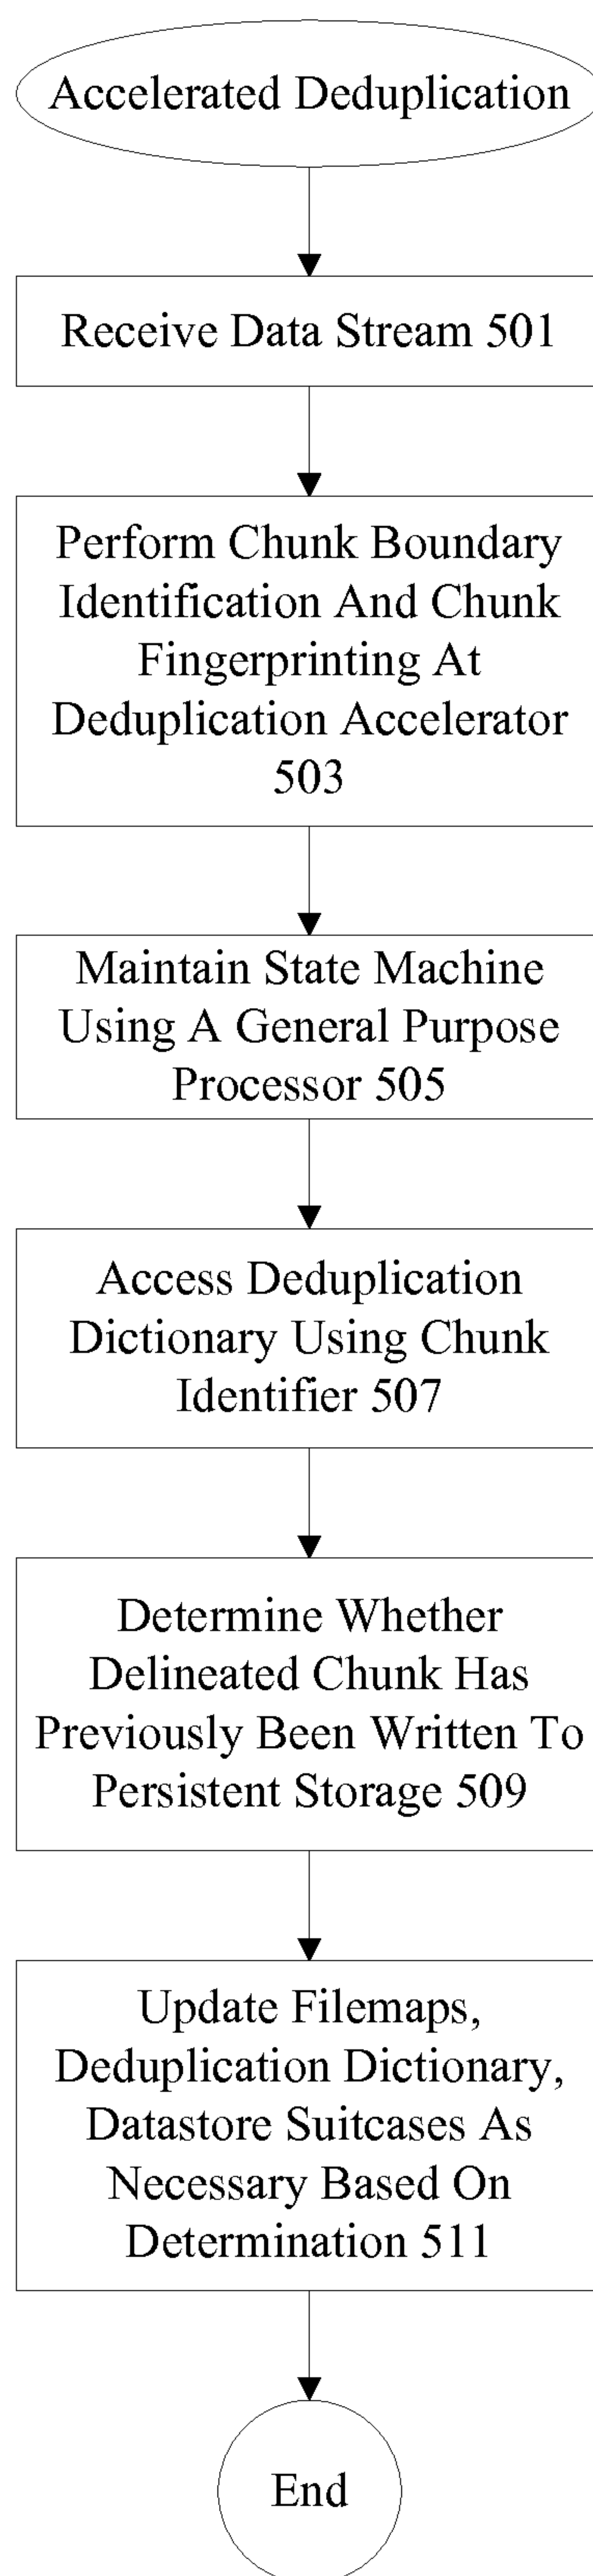 Accelerated Deduplication
Receive Data Stream 501
Perform Chunk Boundary
Identification And Chunk
Fingerprinting At
Deduplication Accelerator
503
Maintain State Machine
Using A General Purpose
Processor 505
Access Deduplication
Dictionary Using Chunk
Identifier 507
Determine Whether
Delineated Chunk Has
Previously Been Written To
Persistent Storage 509
Update Filemaps,
Deduplication Dictionary,
Datastore Suitcases As
Necessary Based On
Determination 511
End